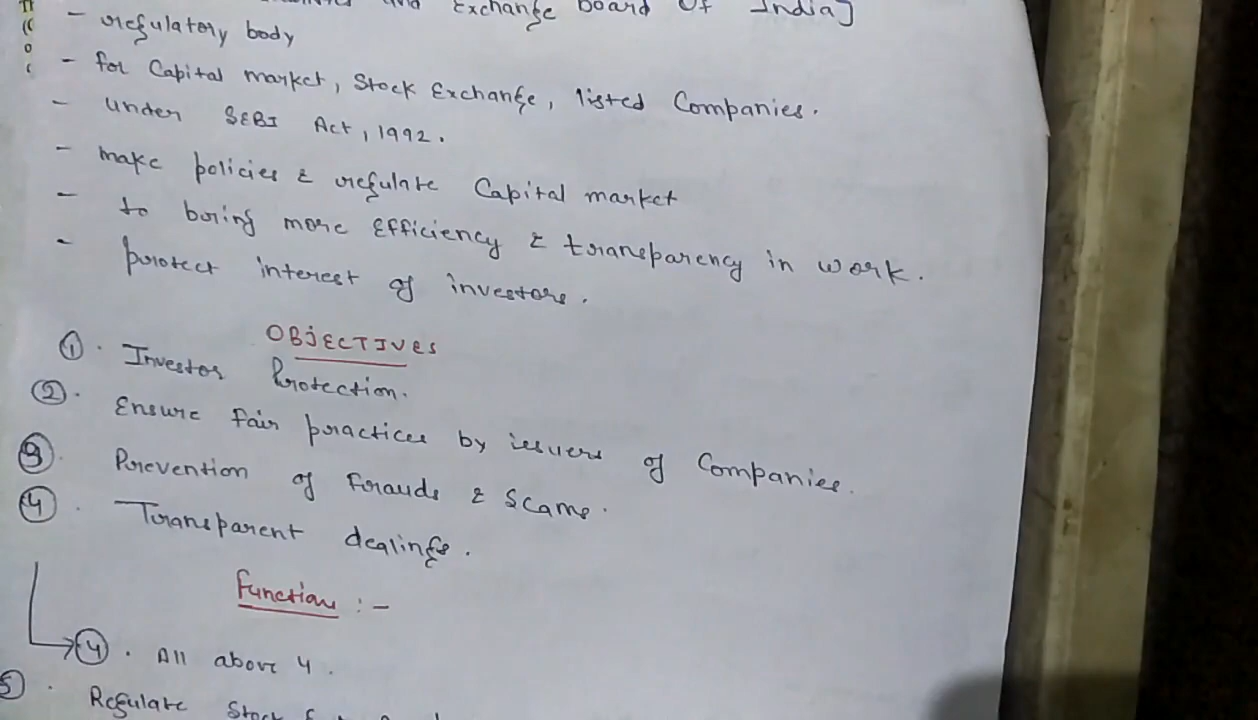 and Exchange Board Of India]
- regulatory body
- for Capital market, Stock Exchange, listed Companies.
- under SEBI Act, 1992.
- make policies & regulate Capital market
- to bring more Efficiency & transparency in work.
- protect interest of investors.
OBJECTIVES
①. Investor Protection.
②. Ensure fair practices by issuers of Companies.
③. Prevention of frauds & Scams.
④. Transparent dealings.
Function :-
④. All above 4.
⑤. Regulate Stock